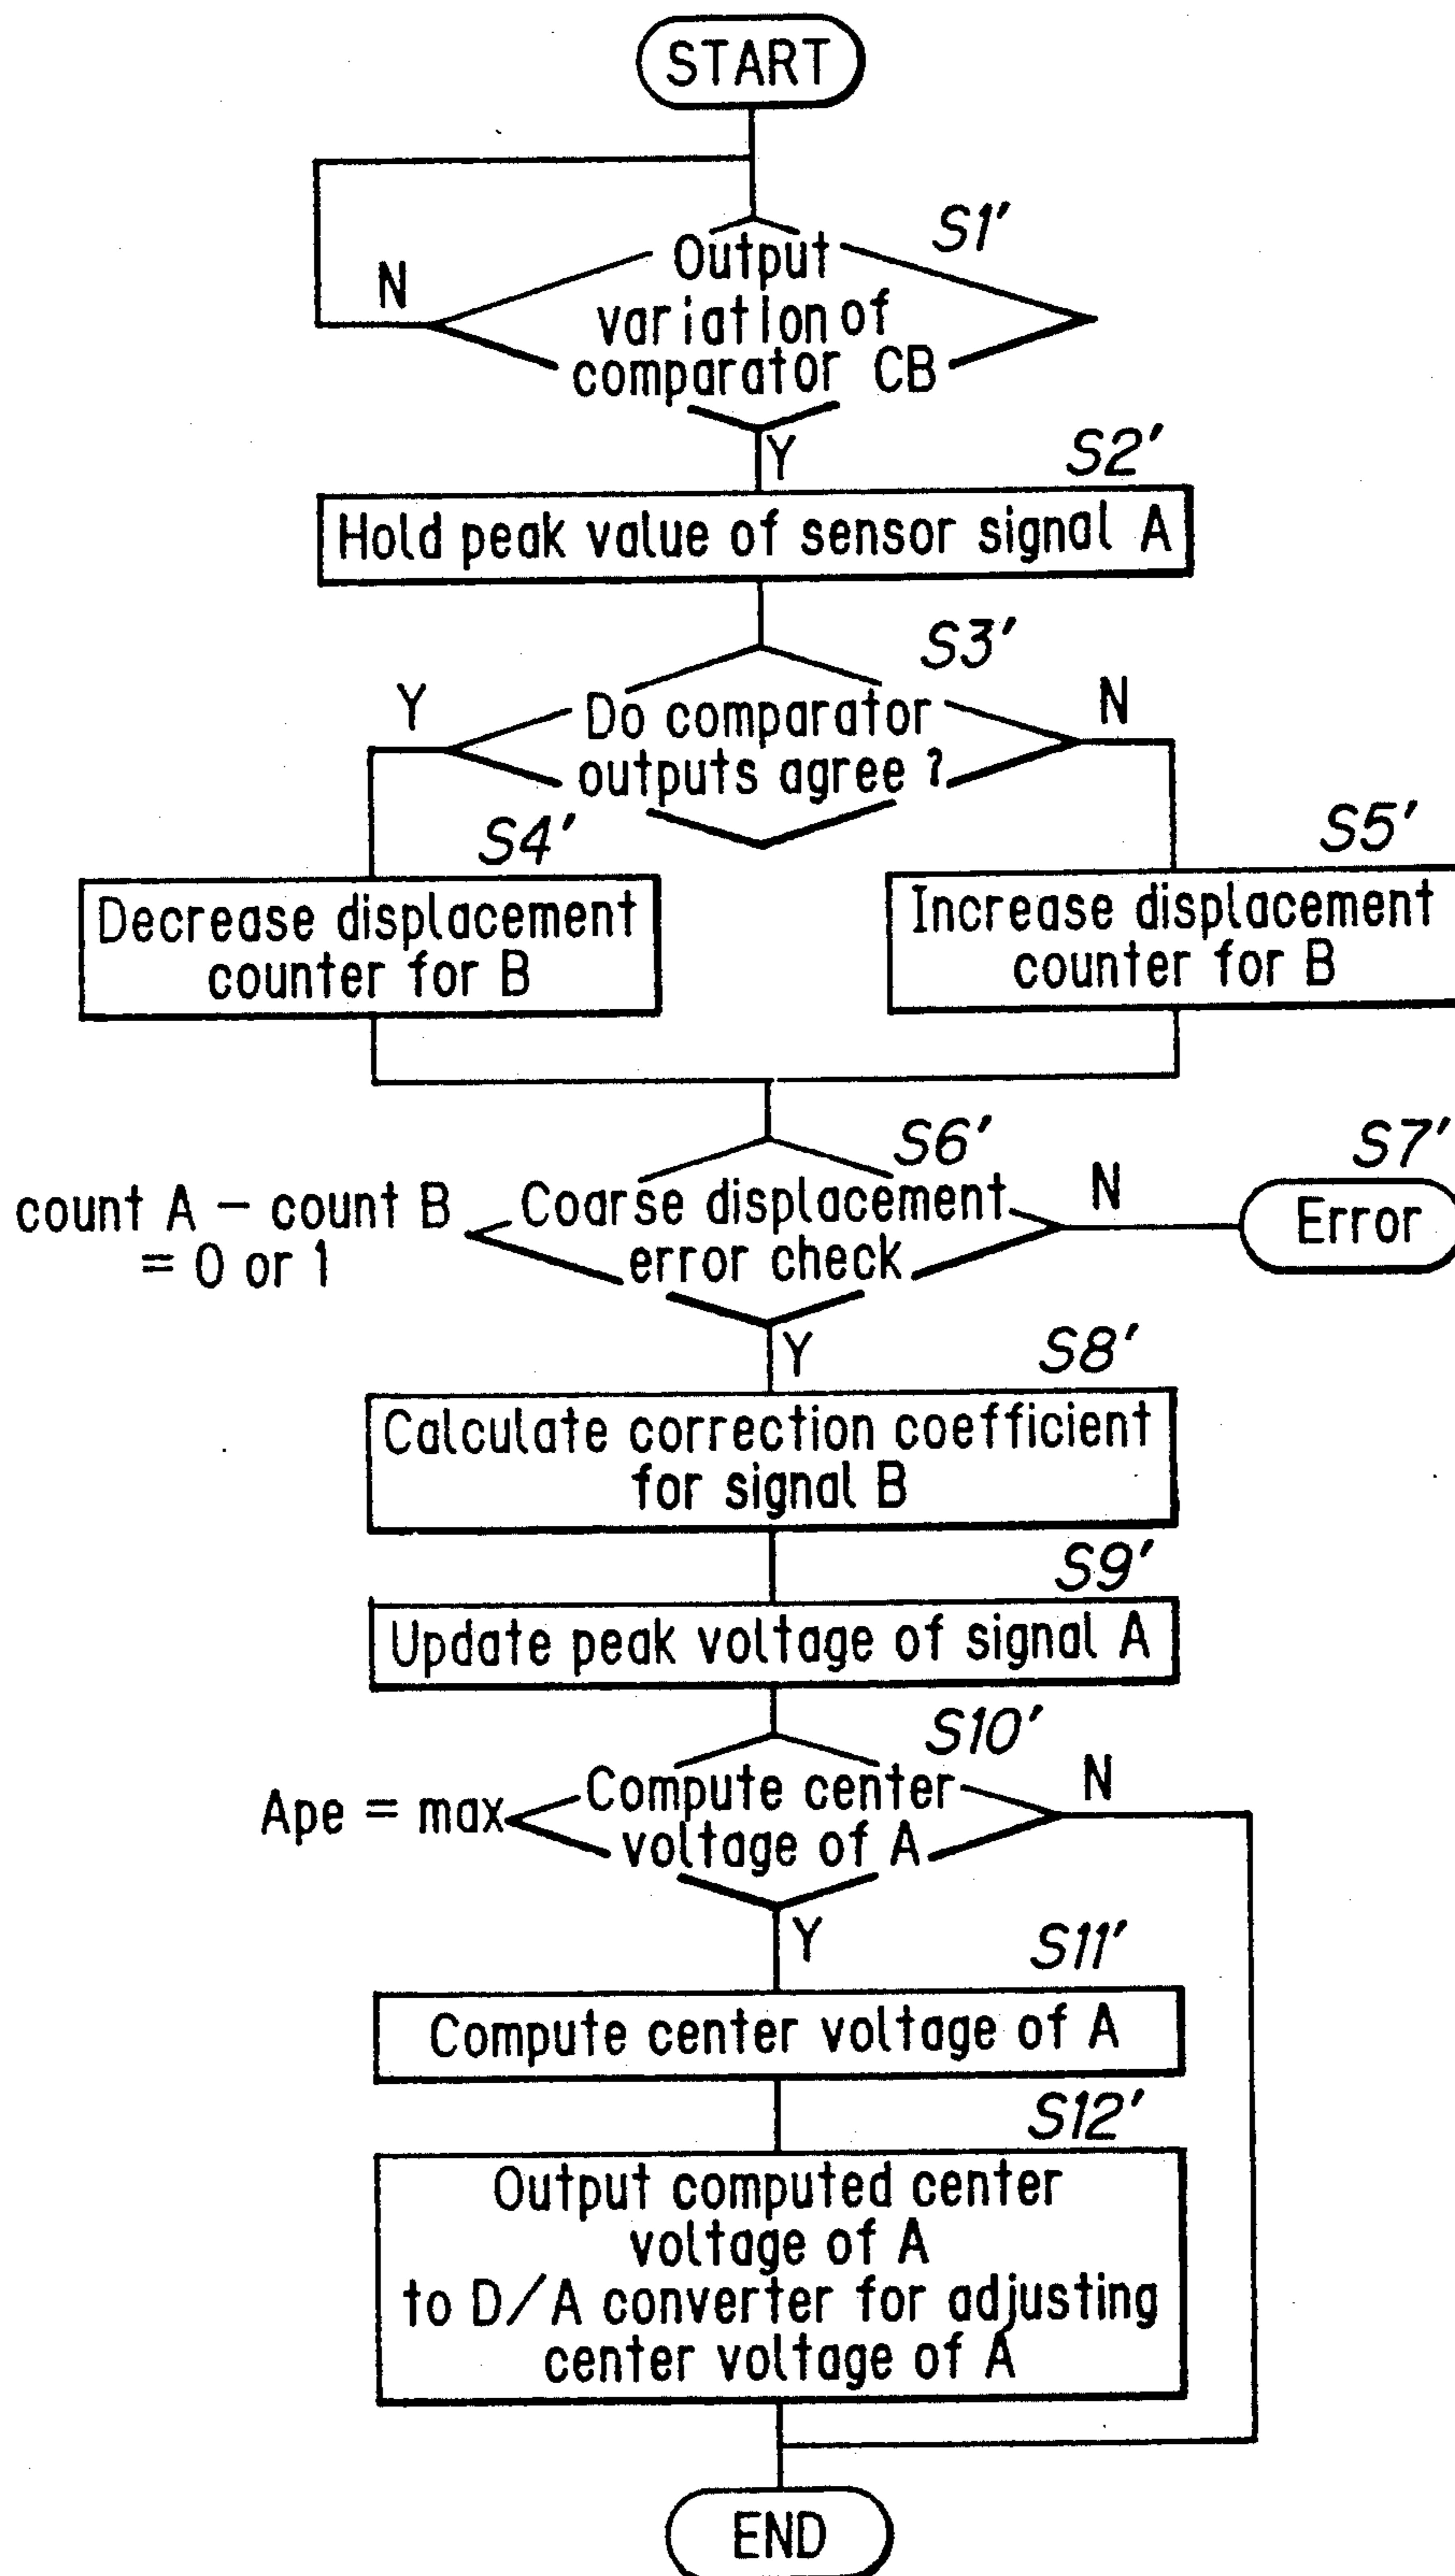 START
S1'
N
Output
variation of
comparator CB
Y
S2'
Hold peak value of sensor signal A
S3'
Y
Do comparator
outputs agree ?
N
S4'
Decrease displacement
counter for B
S5'
Increase displacement
counter for B
S6'
count A − count B
= 0 or 1
Coarse displacement
error check
N
S7'
Error
Y
S8'
Calculate correction coefficient
for signal B
S9'
Update peak voltage of signal A
S10'
Ape = max
Compute center
voltage of A
N
Y
S11'
Compute center voltage of A
S12'
Output computed center
voltage of A
to D/A converter for adjusting
center voltage of A
END